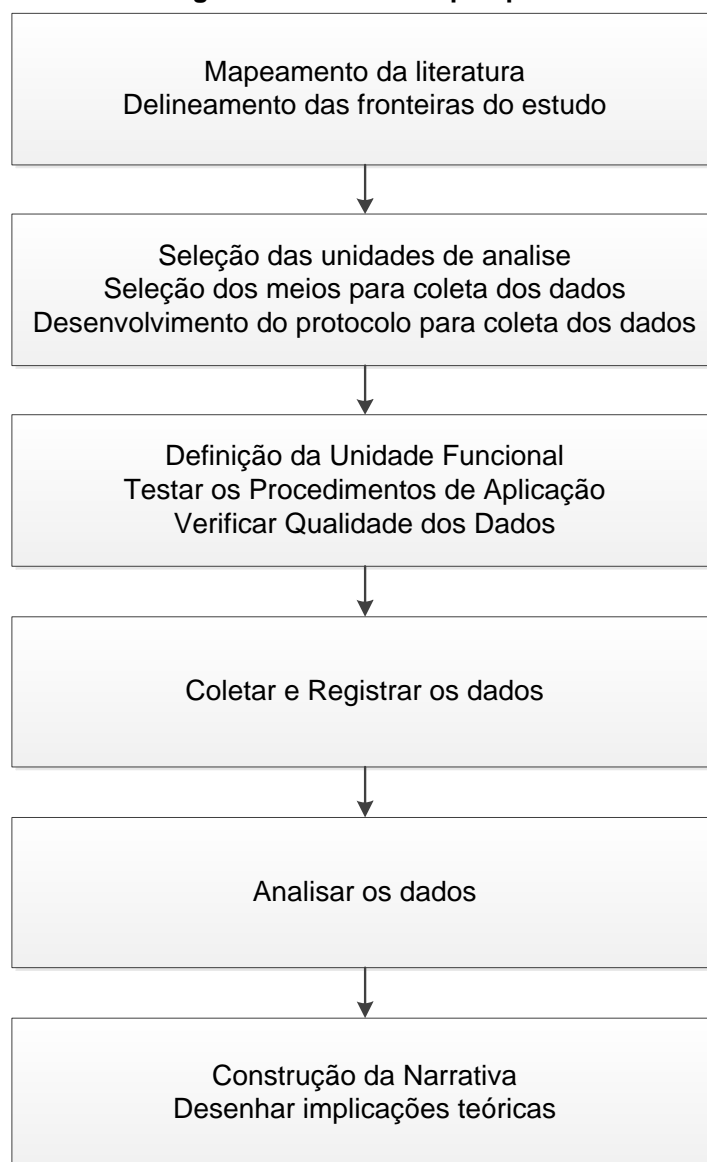 Mapeamento da literatura
Delineamento das fronteiras do estudo
Seleção das unidades de analise
Seleção dos meios para coleta dos dados
Desenvolvimento do protocolo para coleta dos dados
Definição da Unidade Funcional
Testar os Procedimentos de Aplicação
Verificar Qualidade dos Dados
Coletar e Registrar os dados
Analisar os dados
Construção da Narrativa
Desenhar implicações teóricas